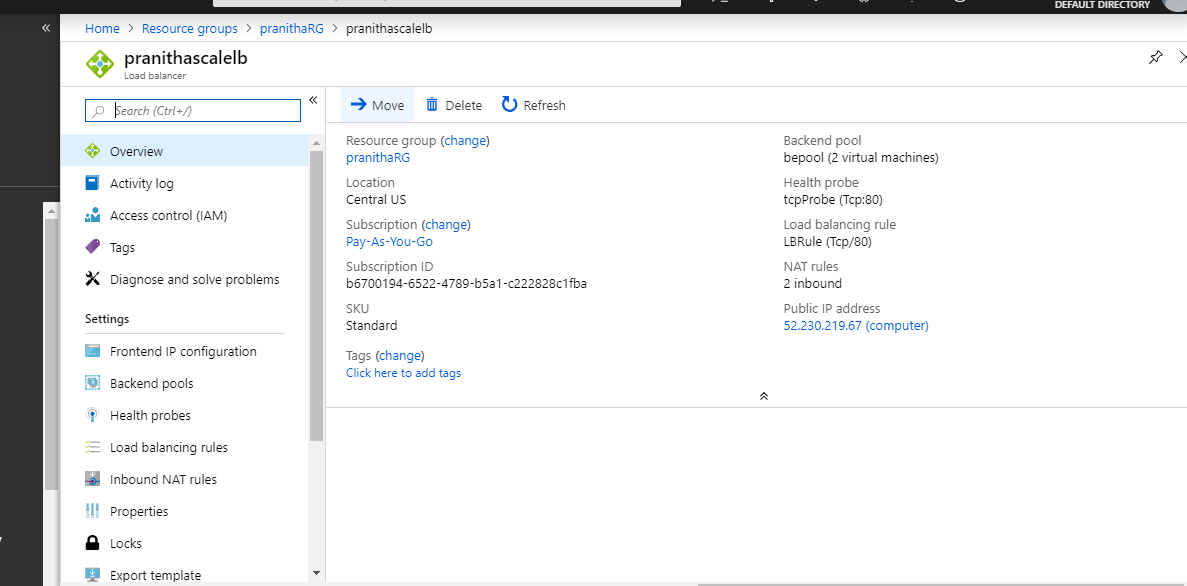 DEFAULT DIRECTORY
«
Home > Resource groups > pranithaRG > pranithascalelb
pranithascalelb
Load balancer
Search (Ctrl+/)
«
Overview
Activity log
Access control (IAM)
Tags
Diagnose and solve problems
Settings
Frontend IP configuration
Backend pools
Health probes
Load balancing rules
Inbound NAT rules
Properties
Locks
Export template
Move Delete Refresh
Resource group (change)
pranithaRG
Location
Central US
Subscription (change)
Pay-As-You-Go
Subscription ID
b6700194-6522-4789-b5a1-c222828c1fba
SKU
Standard
Tags (change)
Click here to add tags
Backend pool
bepool (2 virtual machines)
Health probe
tcpProbe (Tcp:80)
Load balancing rule
LBRule (Tcp/80)
NAT rules
2 inbound
Public IP address
52.230.219.67 (computer)